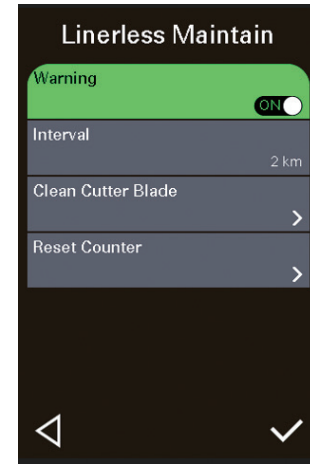 Linerless Maintain
Warning
ON
Interval
2 km
Clean Cutter Blade
Reset Counter